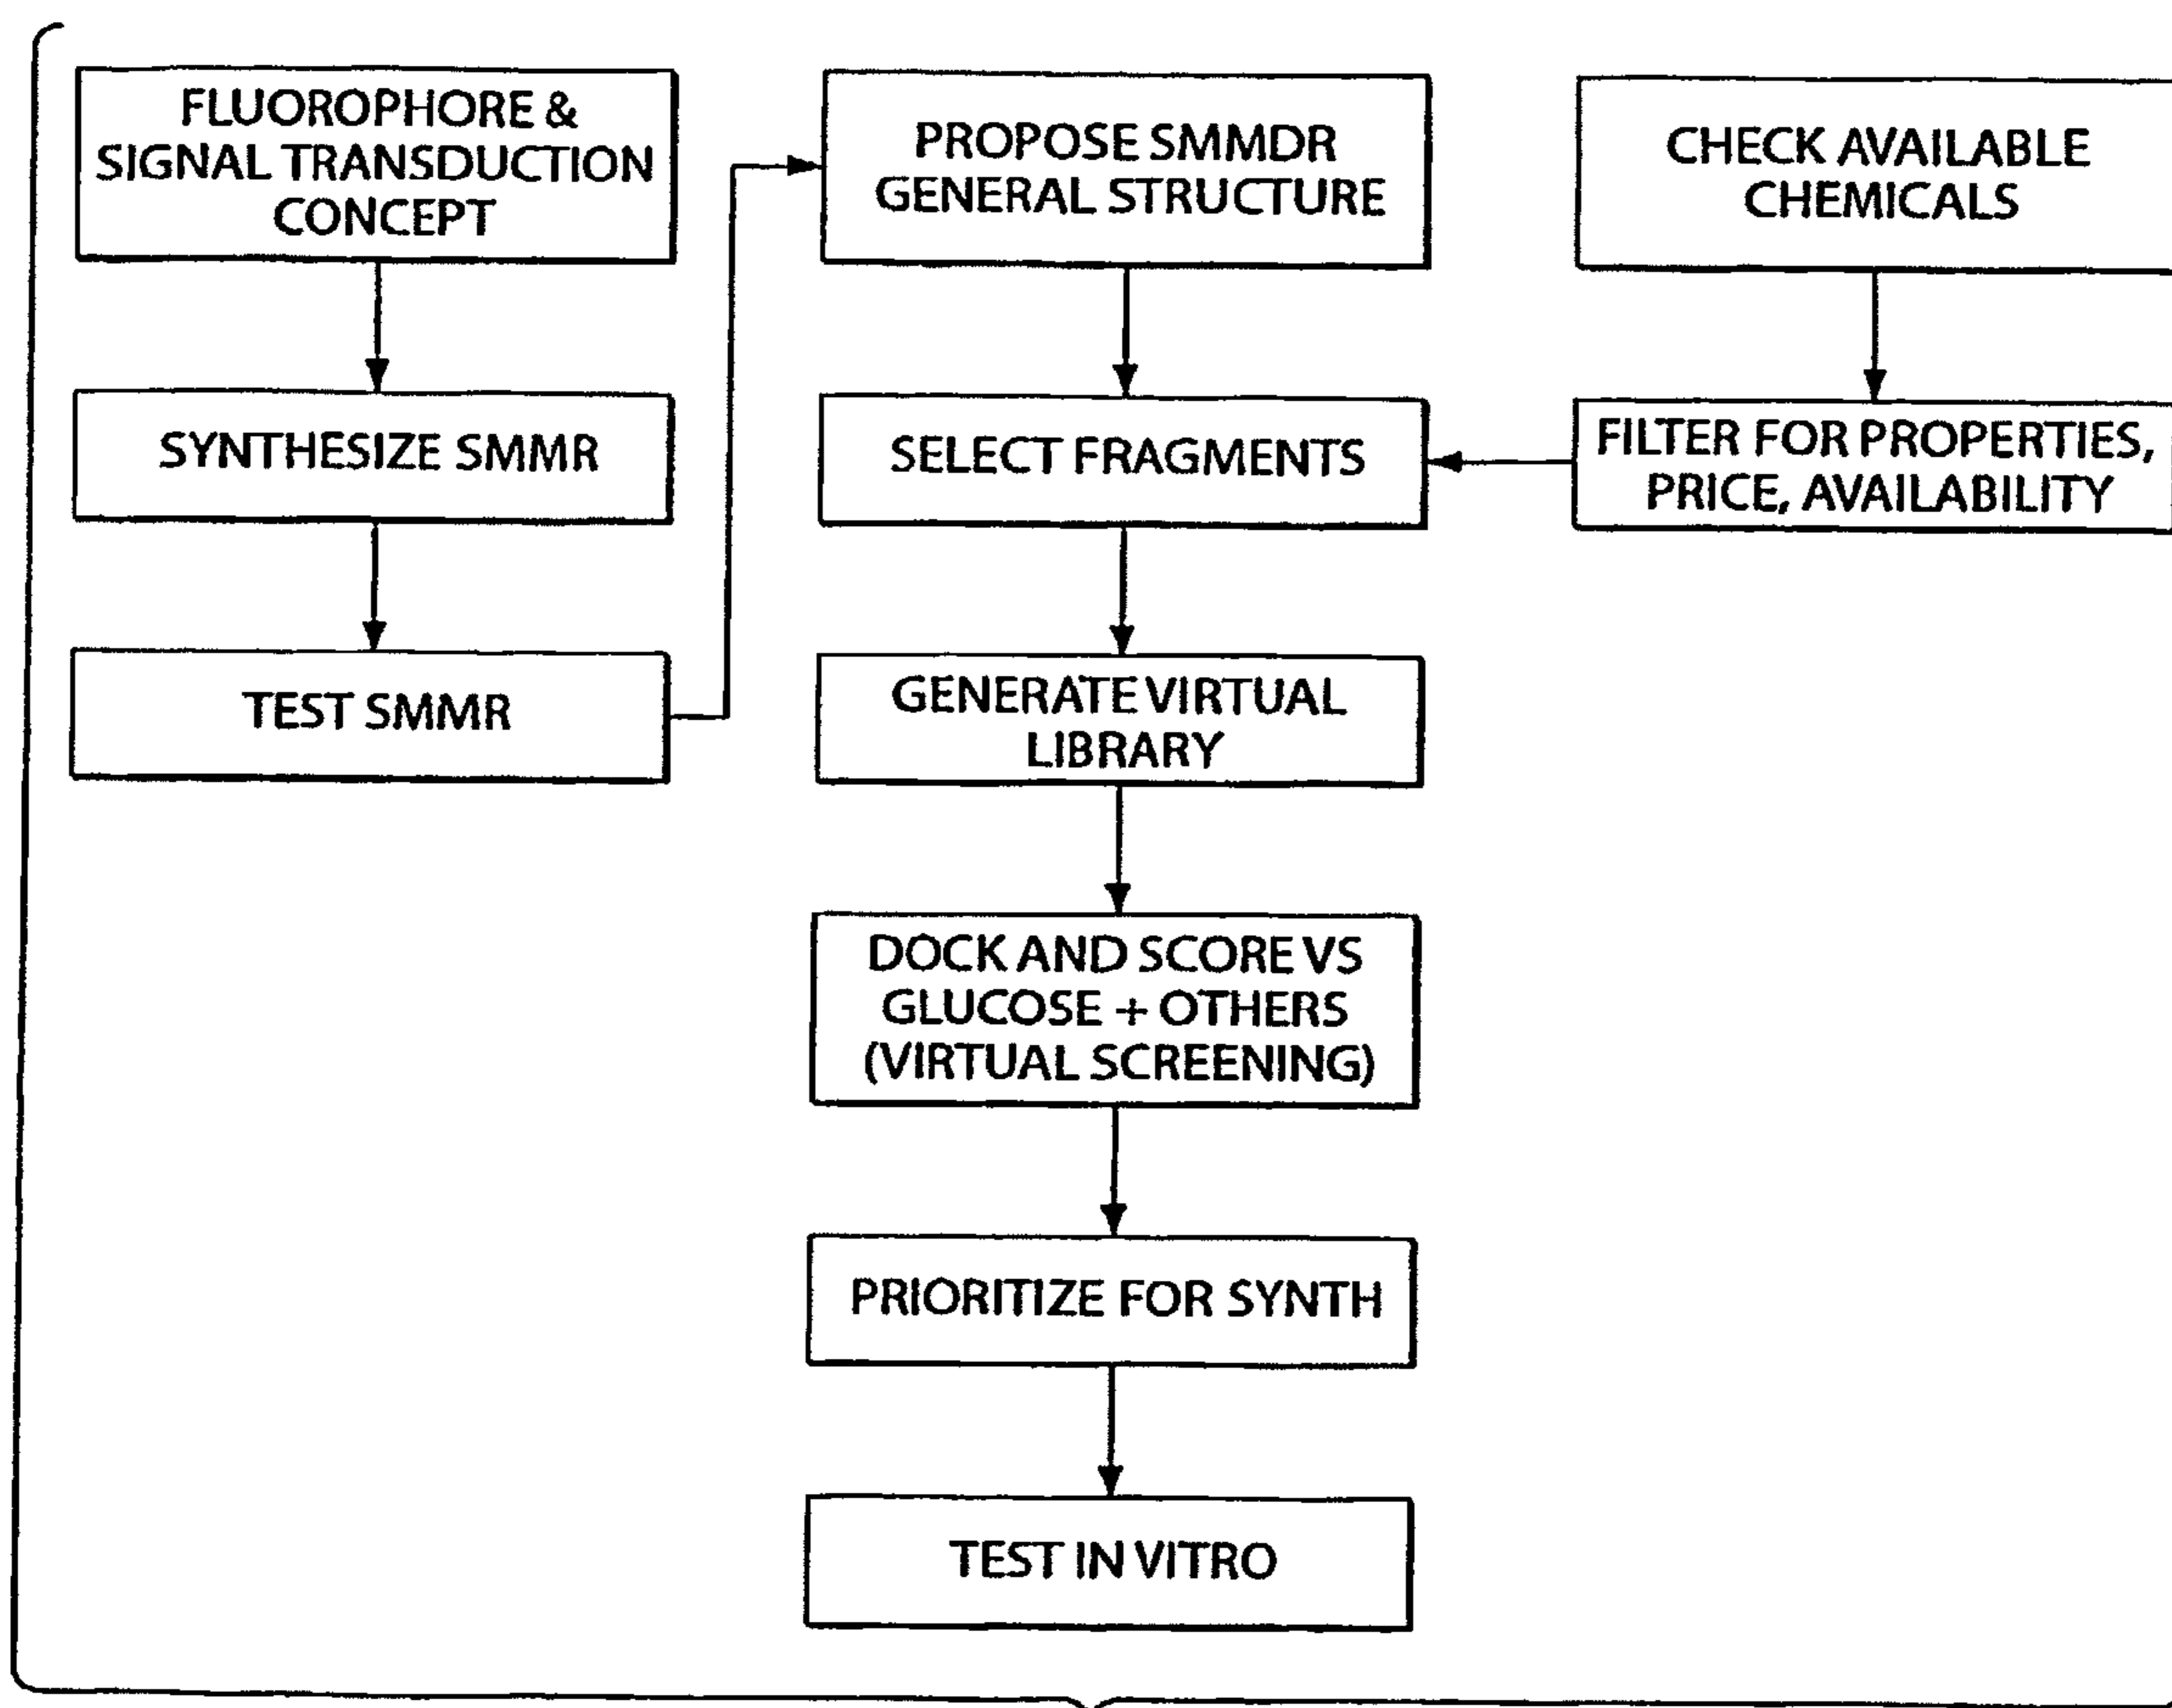 FLUOROPHORE &
SIGNAL TRANSDUCTION
CONCEPT
SYNTHESIZE SMMR
TEST SMMR
PROPOSE SMMDR
GENERAL STRUCTURE
SELECT FRAGMENTS
GENERATE VIRTUAL
LIBRARY
DOCK AND SCORE VS
GLUCOSE + OTHERS
(VIRTUAL SCREENING)
PRIORITIZE FOR SYNTH
TEST IN VITRO
CHECK AVAILABLE
CHEMICALS
FILTER FOR PROPERTIES,
PRICE, AVAILABILITY